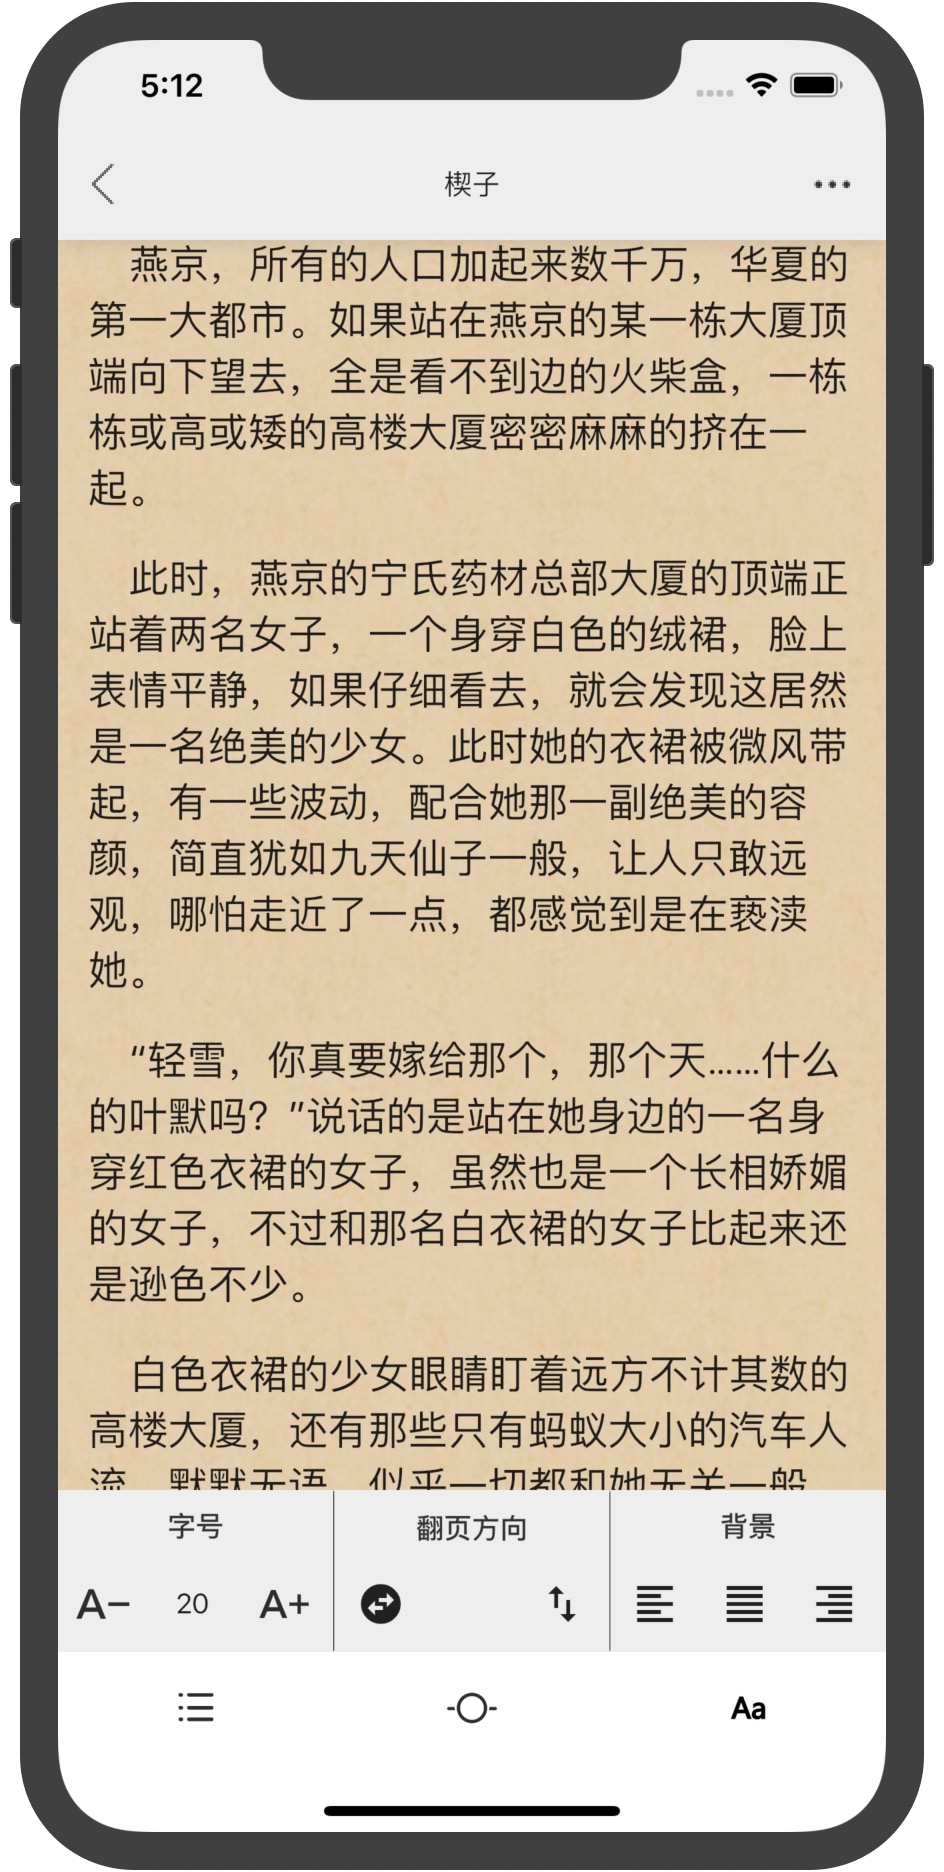 5:12
楔子
燕京，所有的人口加起来数千万，华夏的
第一大都市。如果站在燕京的某一栋大厦顶
端向下望去，全是看不到边的火柴盒，一栋
栋或高或矮的高楼大厦密密麻麻的挤在一
起。
此时，燕京的宁氏药材总部大厦的顶端正
站着两名女子，一个身穿白色的绒裙，脸上
表情平静，如果仔细看去，就会发现这居然
是一名绝美的少女。此时她的衣裙被微风带
起，有一些波动，配合她那一副绝美的容
颜，简直犹如九天仙子一般，让人只敢远
观，哪怕走近了一点，都感觉到是在亵渎
她。
“轻雪，你真要嫁给那个，那个天……什么
的叶默吗？”说话的是站在她身边的一名身
穿红色衣裙的女子，虽然也是一个长相娇媚
的女子，不过和那名白衣裙的女子比起来还
是逊色不少。
白色衣裙的少女眼睛盯着远方不计其数的
高楼大厦，还有那些只有蚂蚁大小的汽车人
流，默默无语，似乎一切都和她无关一般
字号 翻页方向 背景
A− 20 A+
Aa